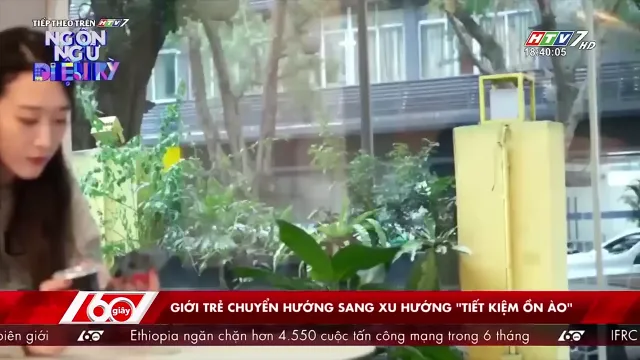 TIẾP THEO TRÊN HTV7
NGÔN
NGỮ
DIỆU KỲ
HTV7 HD
18:40:05
60 giây
GIỚI TRẺ CHUYỂN HƯỚNG SANG XU HƯỚNG "TIẾT KIỆM ỒN ÀO"
biên giới 60s Ethiopia ngăn chặn hơn 4.550 cuộc tấn công mạng trong 6 tháng 60s IFRC